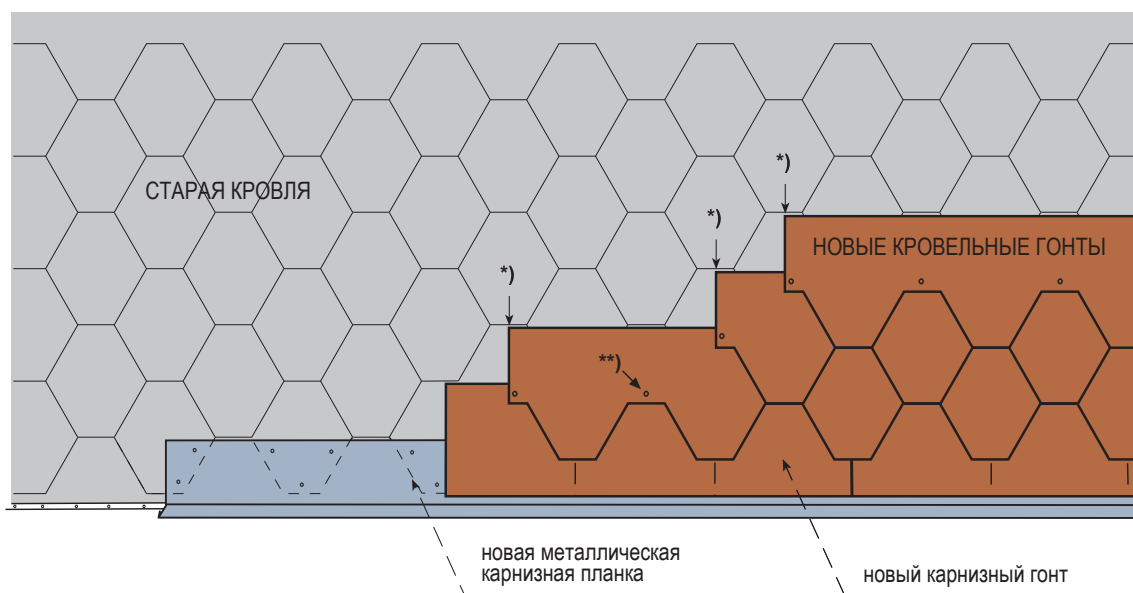 *)
СТАРАЯ КРОВЛЯ
*)
НОВЫЕ КРОВЕЛЬНЫЕ ГОНТЫ
*)
**)
новая металлическая
карнизная планка
новый карнизный гонт